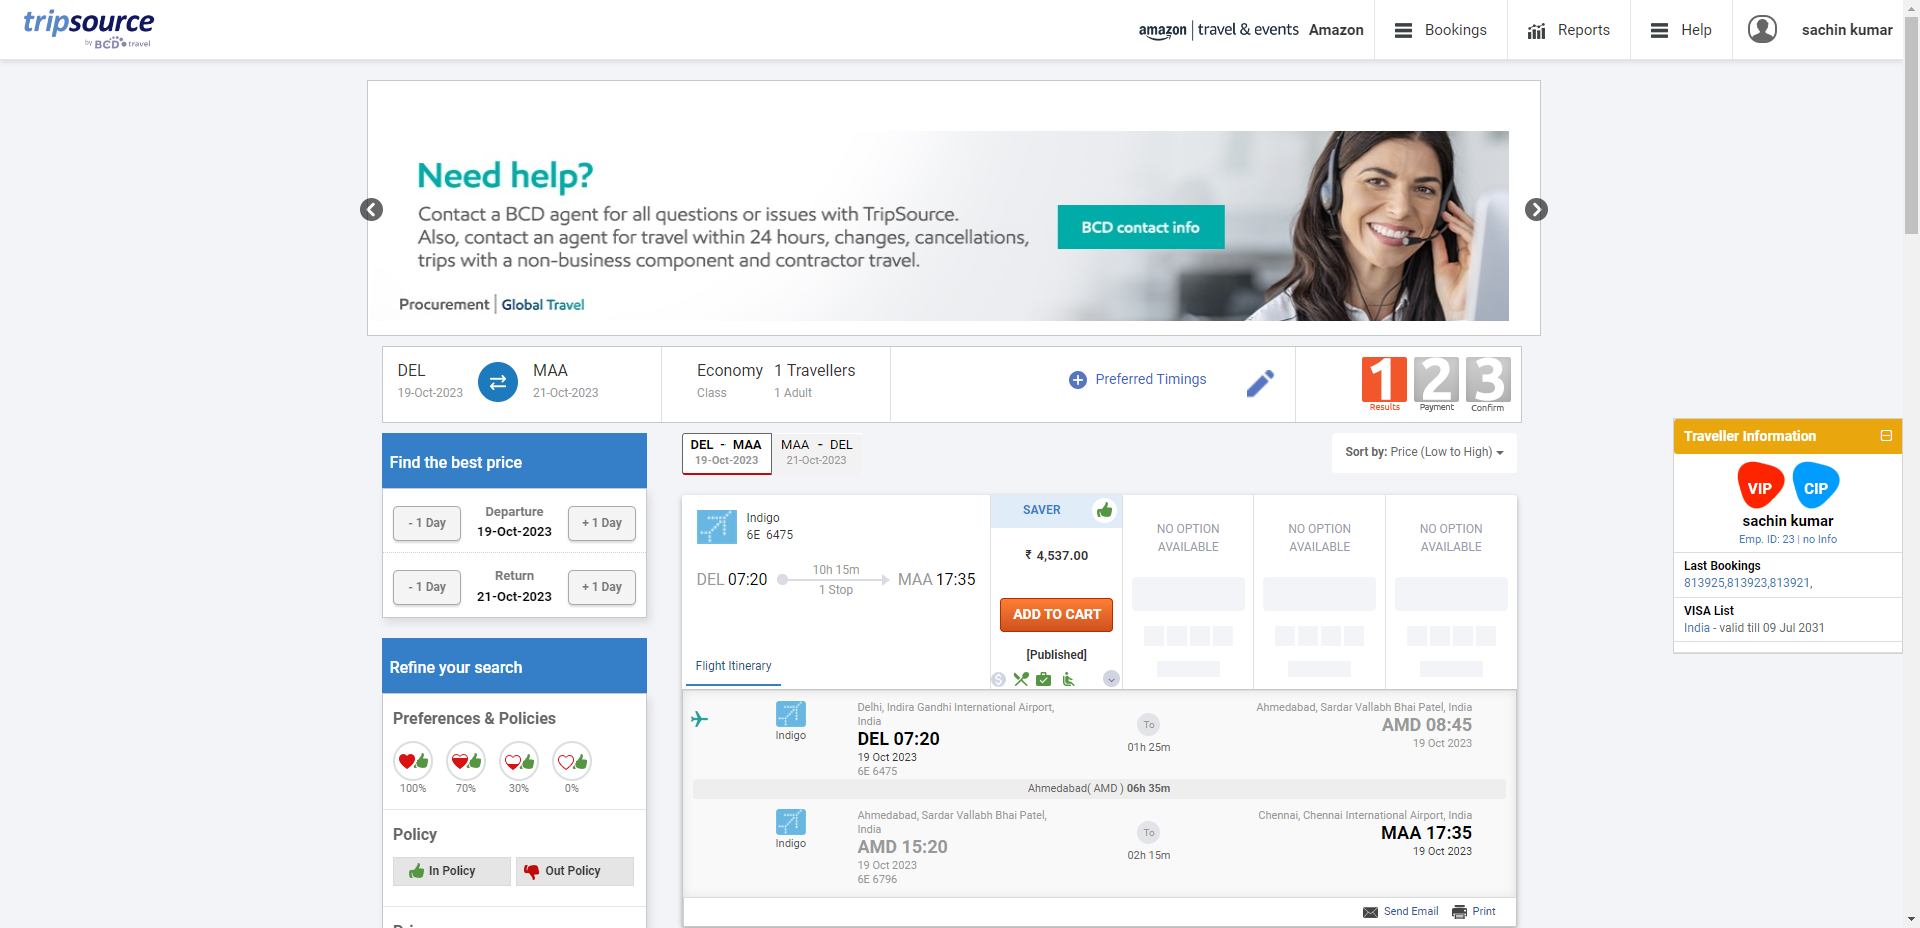 tripsource
by BCD travel
amazon | travel & events Amazon
Bookings
Reports
Help
sachin kumar
Need help?
Contact a BCD agent for all questions or issues with TripSource.
Also, contact an agent for travel within 24 hours, changes, cancellations,
trips with a non-business component and contractor travel.
BCD contact info
Procurement | Global Travel
DEL
19-Oct-2023
MAA
21-Oct-2023
Economy
Class
1 Travellers
1 Adult
Preferred Timings
1 2 3
Results Payment Confirm
Find the best price
- 1 Day
Departure
19-Oct-2023
+ 1 Day
- 1 Day
Return
21-Oct-2023
+ 1 Day
Refine your search
Preferences & Policies
100% 70% 30% 0%
Policy
In Policy
Out Policy
DEL - MAA
19-Oct-2023
MAA - DEL
21-Oct-2023
Sort by: Price (Low to High)
Indigo
6E 6475
DEL 07:20
10h 15m
1 Stop
MAA 17:35
Flight Itinerary
SAVER
₹ 4,537.00
ADD TO CART
[Published]
NO OPTION
AVAILABLE
NO OPTION
AVAILABLE
NO OPTION
AVAILABLE
Indigo
Delhi, Indira Gandhi International Airport,
India
DEL 07:20
19 Oct 2023
6E 6475
To
01h 25m
Ahmedabad, Sardar Vallabh Bhai Patel, India
AMD 08:45
19 Oct 2023
Ahmedabad( AMD ) 06h 35m
Indigo
Ahmedabad, Sardar Vallabh Bhai Patel,
India
AMD 15:20
19 Oct 2023
6E 6796
To
02h 15m
Chennai, Chennai International Airport, India
MAA 17:35
19 Oct 2023
Send Email
Print
Traveller Information
VIP
CIP
sachin kumar
Emp. ID: 23 | no Info
Last Bookings
813925,813923,813921,
VISA List
India - valid till 09 Jul 2031